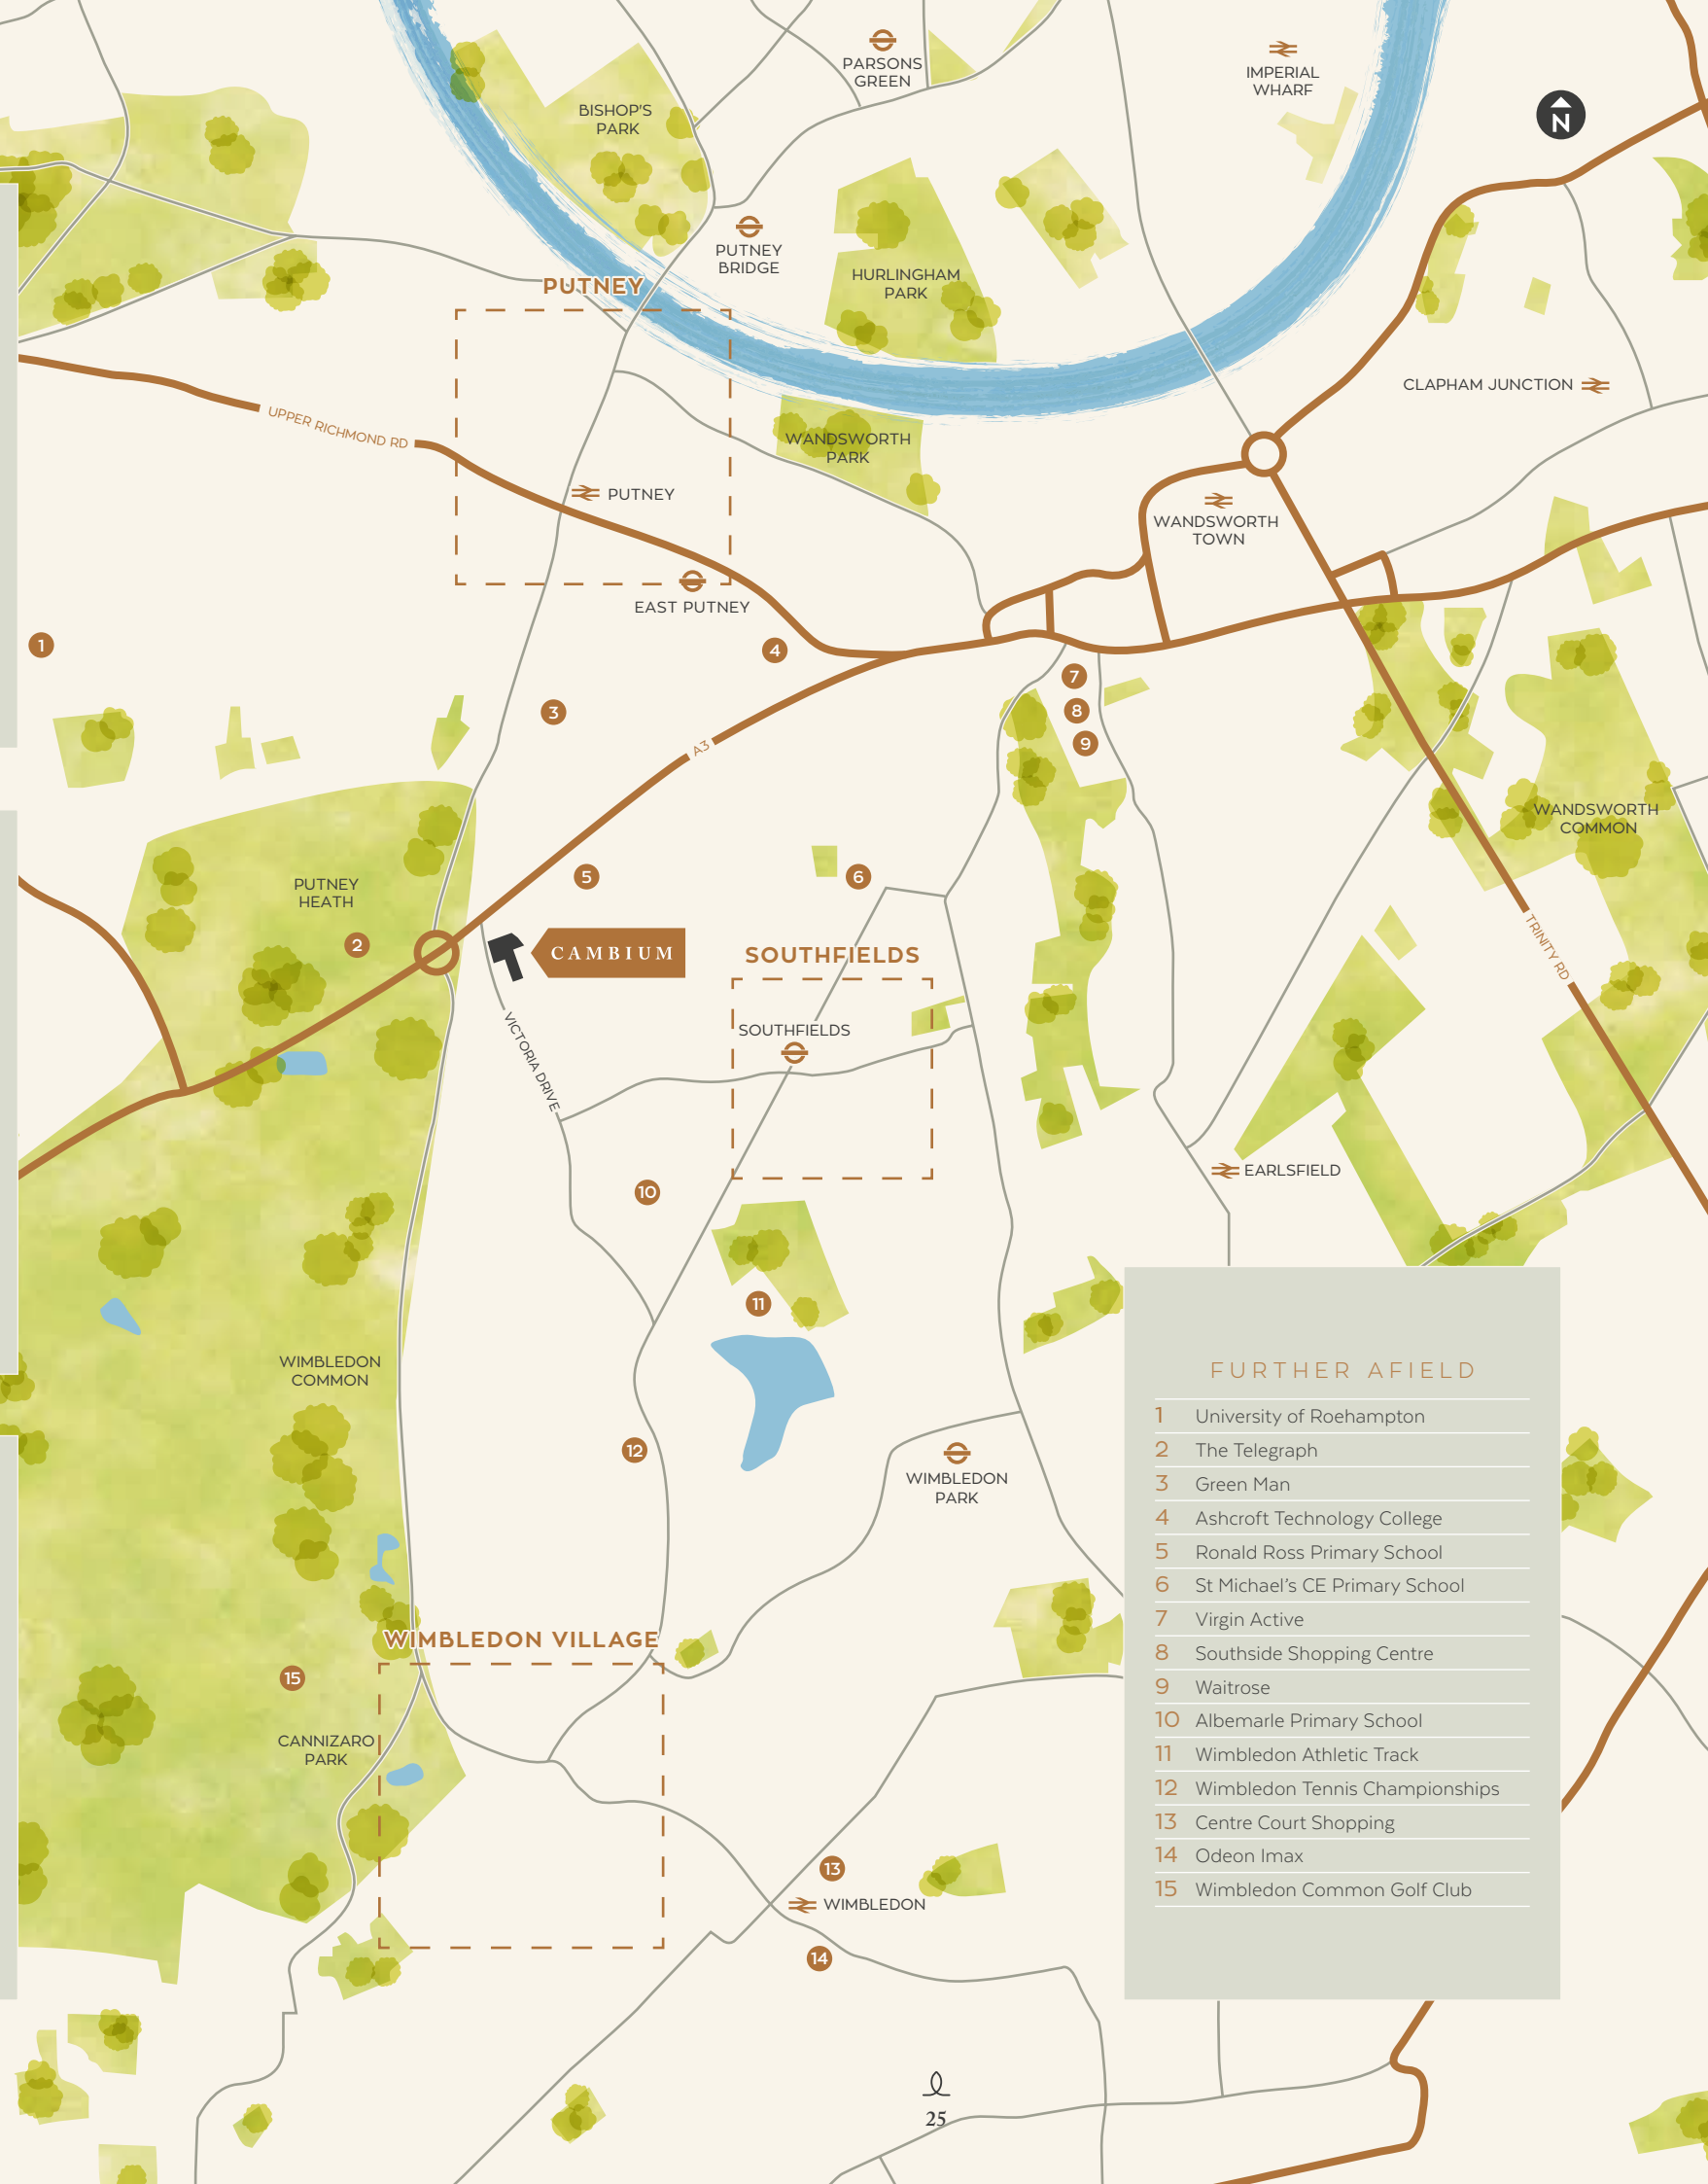 PARSONS
GREEN
IMPERIAL
WHARF
N
BISHOP'S
PARK
PUTNEY
BRIDGE
HURLINGHAM
PARK
PUTNEY
CLAPHAM JUNCTION
UPPER RICHMOND RD
WANDSWORTH
PARK
PUTNEY
WANDSWORTH
TOWN
EAST PUTNEY
1
4
7
3
8
9
A3
WANDSWORTH
COMMON
PUTNEY
HEATH
5
6
2
CAMBIUM
SOUTHFIELDS
TRINITY RD
VICTORIA DRIVE
SOUTHFIELDS
EARLSFIELD
10
11
WIMBLEDON
COMMON
12
WIMBLEDON
PARK
WIMBLEDON VILLAGE
15
CANNIZARO
PARK
13
WIMBLEDON
14
FURTHER AFIELD
1 University of Roehampton
2 The Telegraph
3 Green Man
4 Ashcroft Technology College
5 Ronald Ross Primary School
6 St Michael's CE Primary School
7 Virgin Active
8 Southside Shopping Centre
9 Waitrose
10 Albemarle Primary School
11 Wimbledon Athletic Track
12 Wimbledon Tennis Championships
13 Centre Court Shopping
14 Odeon Imax
15 Wimbledon Common Golf Club
25